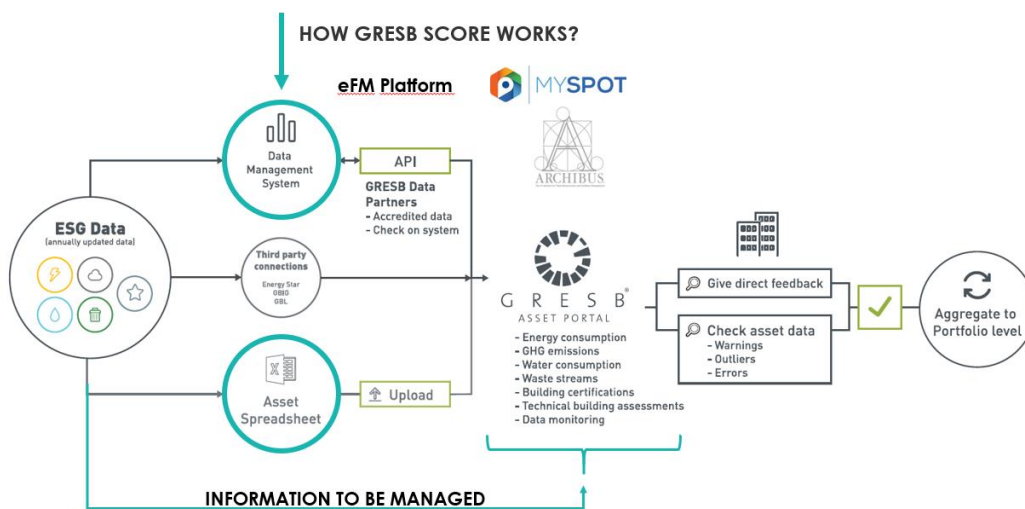 HOW GRESB SCORE WORKS?
eFM Platform
MYSPOT
ARCHIBUS
Data
Management
System
API
GRESB Data
Partners
- Accredited data
- Check on system
ESG Data
(annually updated data)
Third party
connections
Energy Star
GBL
Asset
Spreadsheet
Upload
GRESB®
ASSET PORTAL
- Energy consumption
- GHG emissions
- Water consumption
- Waste streams
- Building certifications
- Technical building assessments
- Data monitoring
Give direct feedback
Check asset data
- Warnings
- Outliers
- Errors
Aggregate to
Portfolio level
INFORMATION TO BE MANAGED